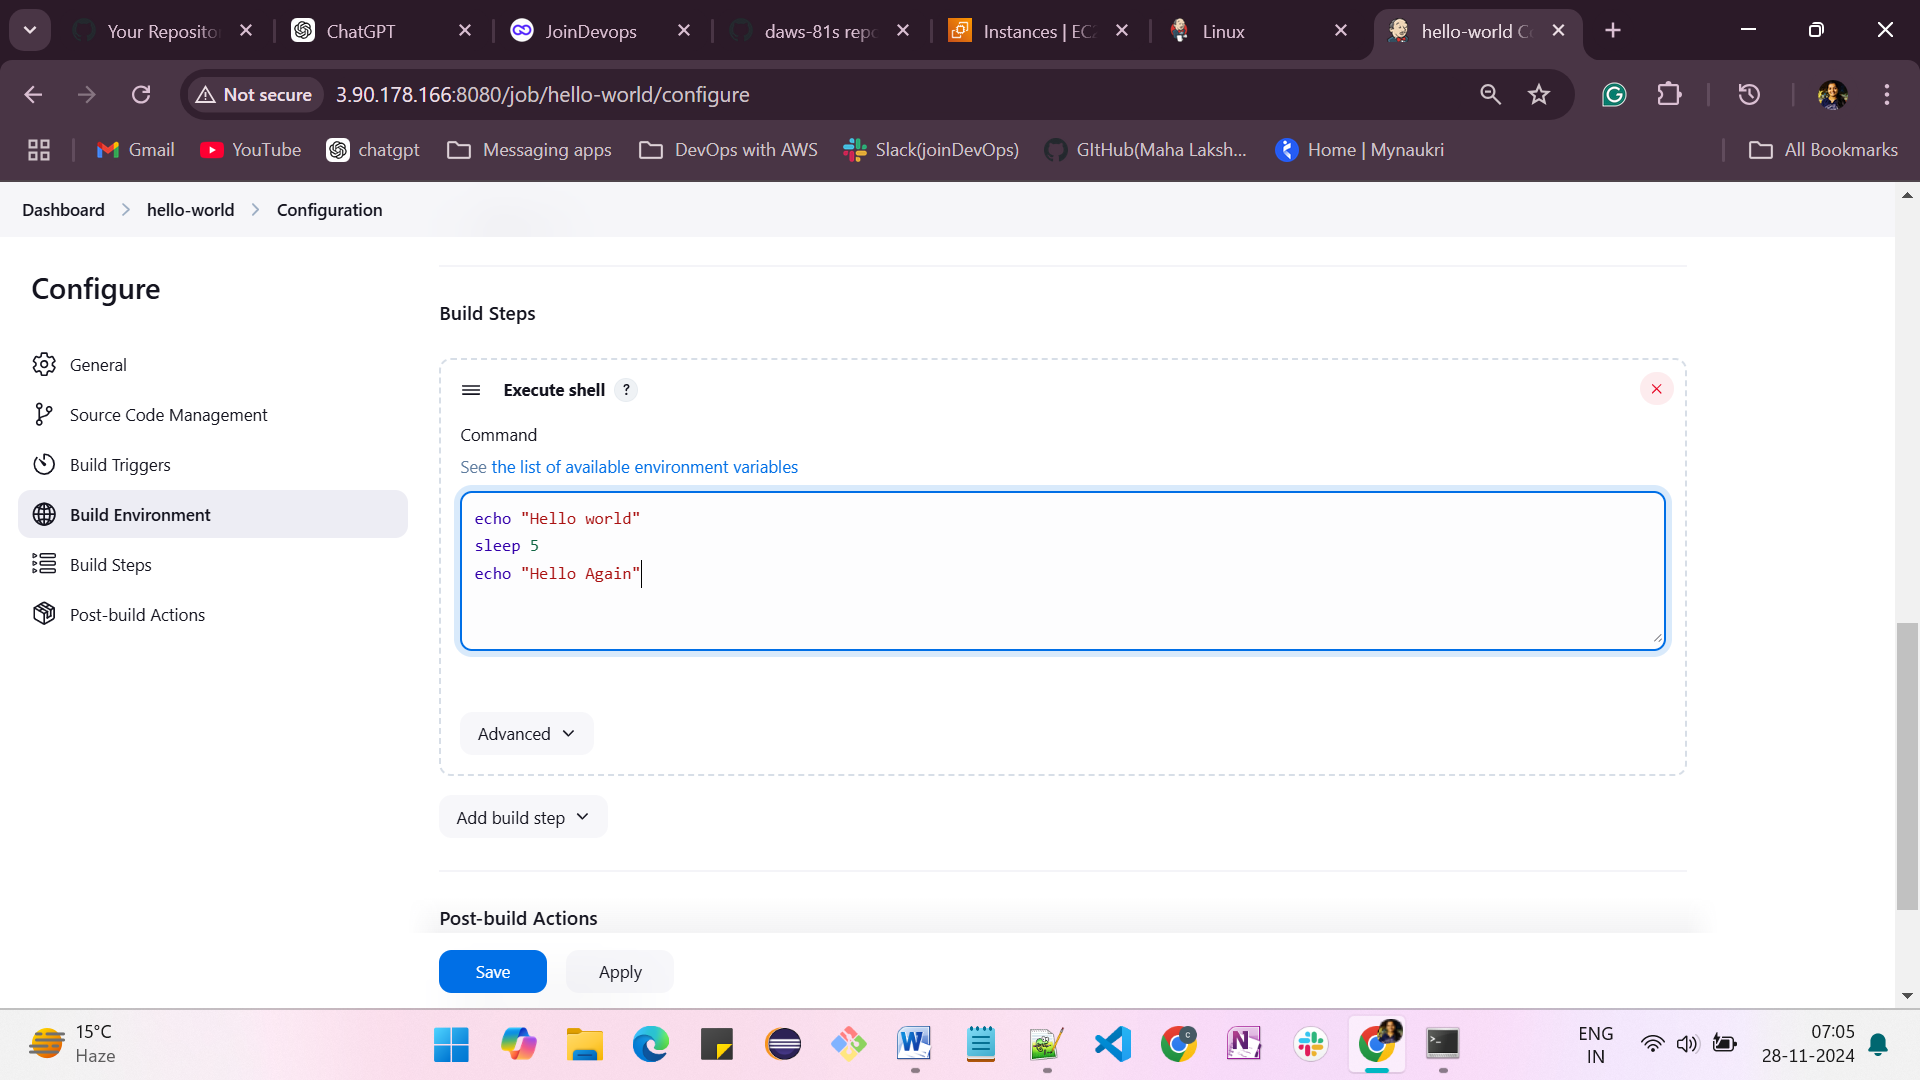 Your Reposito
ChatGPT
JoinDevops
daws-81s repo
Instances | EC2
Linux
hello-world Co
Not secure
3.90.178.166:8080/job/hello-world/configure
Gmail
YouTube
chatgpt
Messaging apps
DevOps with AWS
Slack(joinDevOps)
GItHub(Maha Laksh...
Home | Mynaukri
All Bookmarks
Dashboard
hello-world
Configuration
Configure
General
Source Code Management
Build Triggers
Build Environment
Build Steps
Post-build Actions
Build Steps
Execute shell ?
Command
See the list of available environment variables
echo "Hello world"
sleep 5
echo "Hello Again"
Advanced
Add build step
Post-build Actions
Save
Apply
15°C
Haze
ENG
IN
07:05
28-11-2024